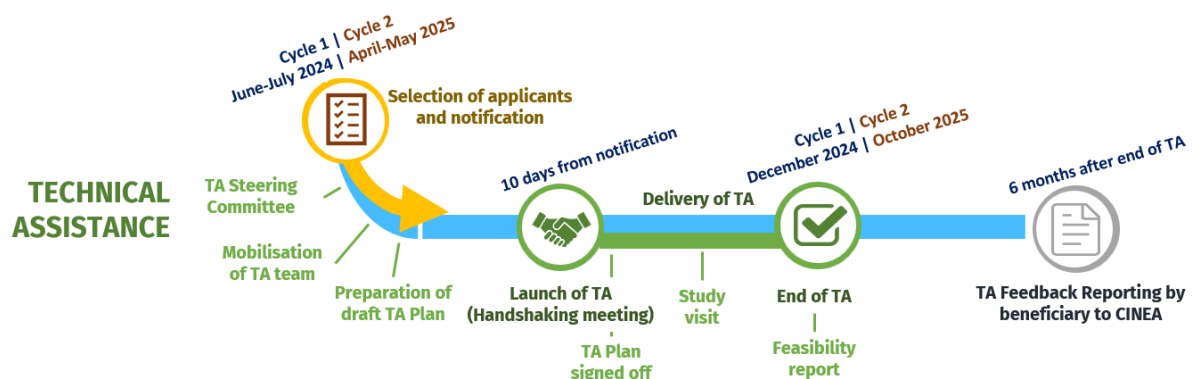 Cycle 1 | Cycle 2
June-July 2024 | April-May 2025
Selection of applicants
and notification
TECHNICAL
ASSISTANCE
TA Steering
Committee
Mobilisation
of TA team
Preparation of
draft TA Plan
10 days from notification
Launch of TA
(Handshaking meeting)
TA Plan
signed off
Delivery of TA
Study
visit
Cycle 1 | Cycle 2
December 2024 | October 2025
End of TA
Feasibility
report
6 months after end of TA
TA Feedback Reporting by
beneficiary to CINEA